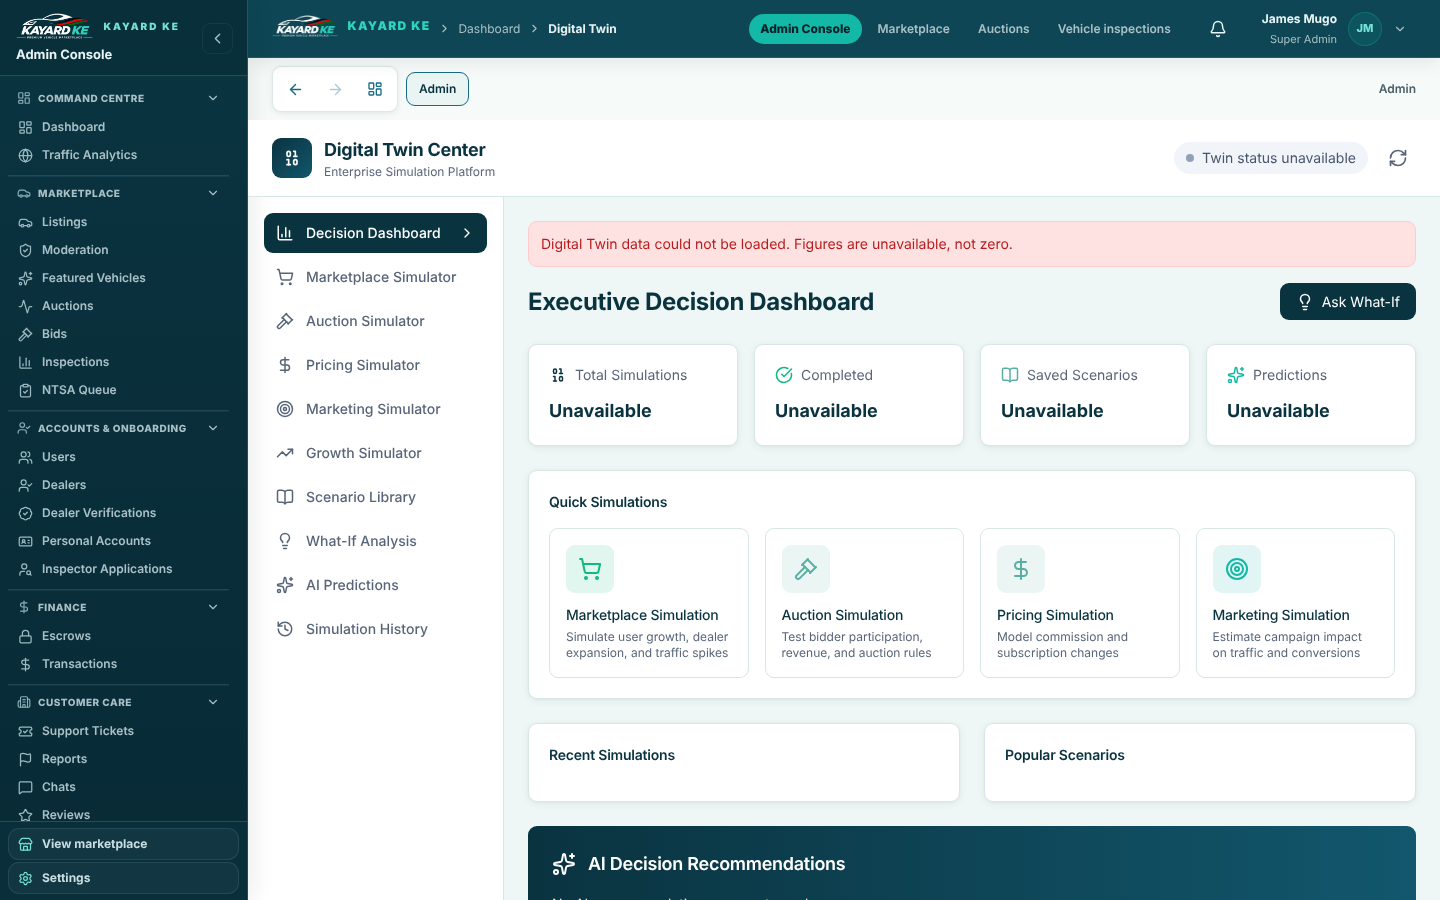 KAYARD KE
KAYARD KE
Admin Console
COMMAND CENTRE
Dashboard
Traffic Analytics
MARKETPLACE
Listings
Moderation
Featured Vehicles
Auctions
Bids
Inspections
NTSA Queue
ACCOUNTS & ONBOARDING
Users
Dealers
Dealer Verifications
Personal Accounts
Inspector Applications
FINANCE
Escrows
Transactions
CUSTOMER CARE
Support Tickets
Reports
Chats
Reviews
View marketplace
Settings
KAYARD KE
KAYARD KE
Dashboard
Digital Twin
Admin Console
Marketplace
Auctions
Vehicle inspections
James Mugo
Super Admin
JM
Admin
Admin
01
10
Digital Twin Center
Enterprise Simulation Platform
Twin status unavailable
Decision Dashboard
Marketplace Simulator
Auction Simulator
Pricing Simulator
Marketing Simulator
Growth Simulator
Scenario Library
What-If Analysis
AI Predictions
Simulation History
Digital Twin data could not be loaded. Figures are unavailable, not zero.
Executive Decision Dashboard
Ask What-If
01
10
Total Simulations
Unavailable
Completed
Unavailable
Saved Scenarios
Unavailable
Predictions
Unavailable
Quick Simulations
Marketplace Simulation
Simulate user growth, dealer
expansion, and traffic spikes
Auction Simulation
Test bidder participation,
revenue, and auction rules
Pricing Simulation
Model commission and
subscription changes
Marketing Simulation
Estimate campaign impact
on traffic and conversions
Recent Simulations
Popular Scenarios
AI Decision Recommendations